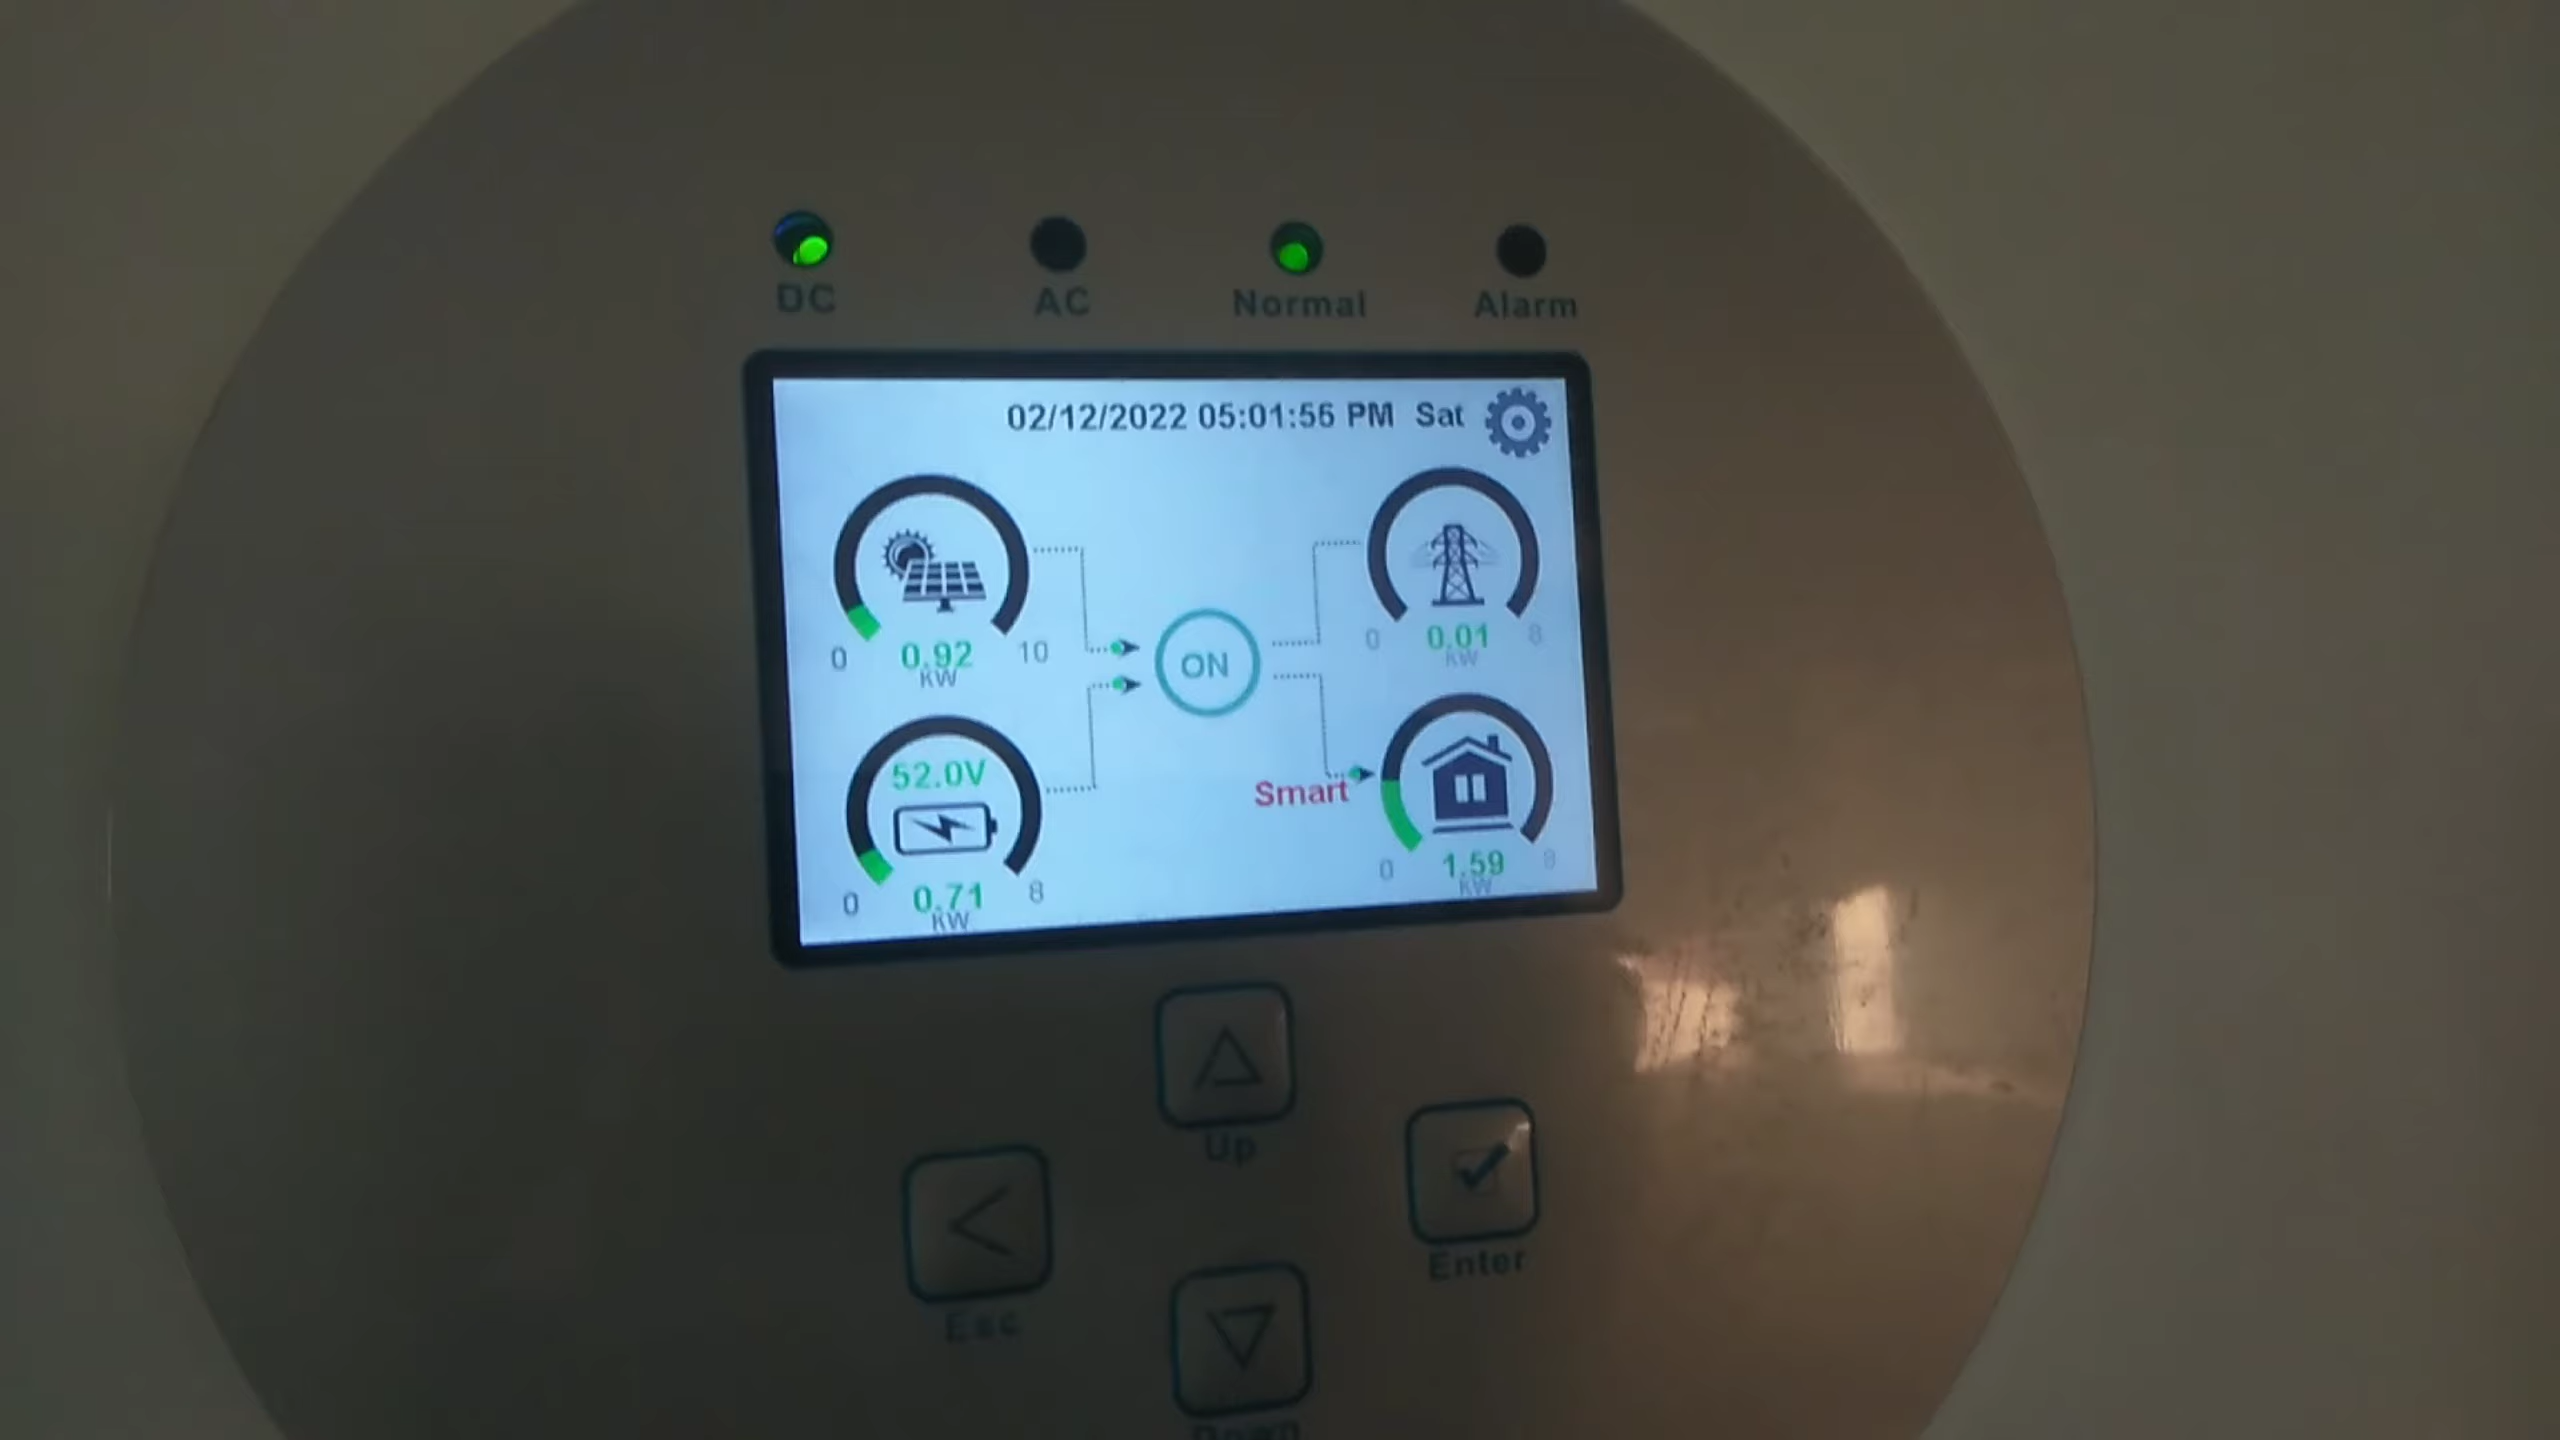 DC AC Normal Alarm
02/12/2022 05:01:56 PM Sat
0 0.92 10
KW
0 0.01 8
KW
ON
52.0V
0 0.71 8
KW
Smart
0 1.59 8
KW
Up
Esc
Enter
Down